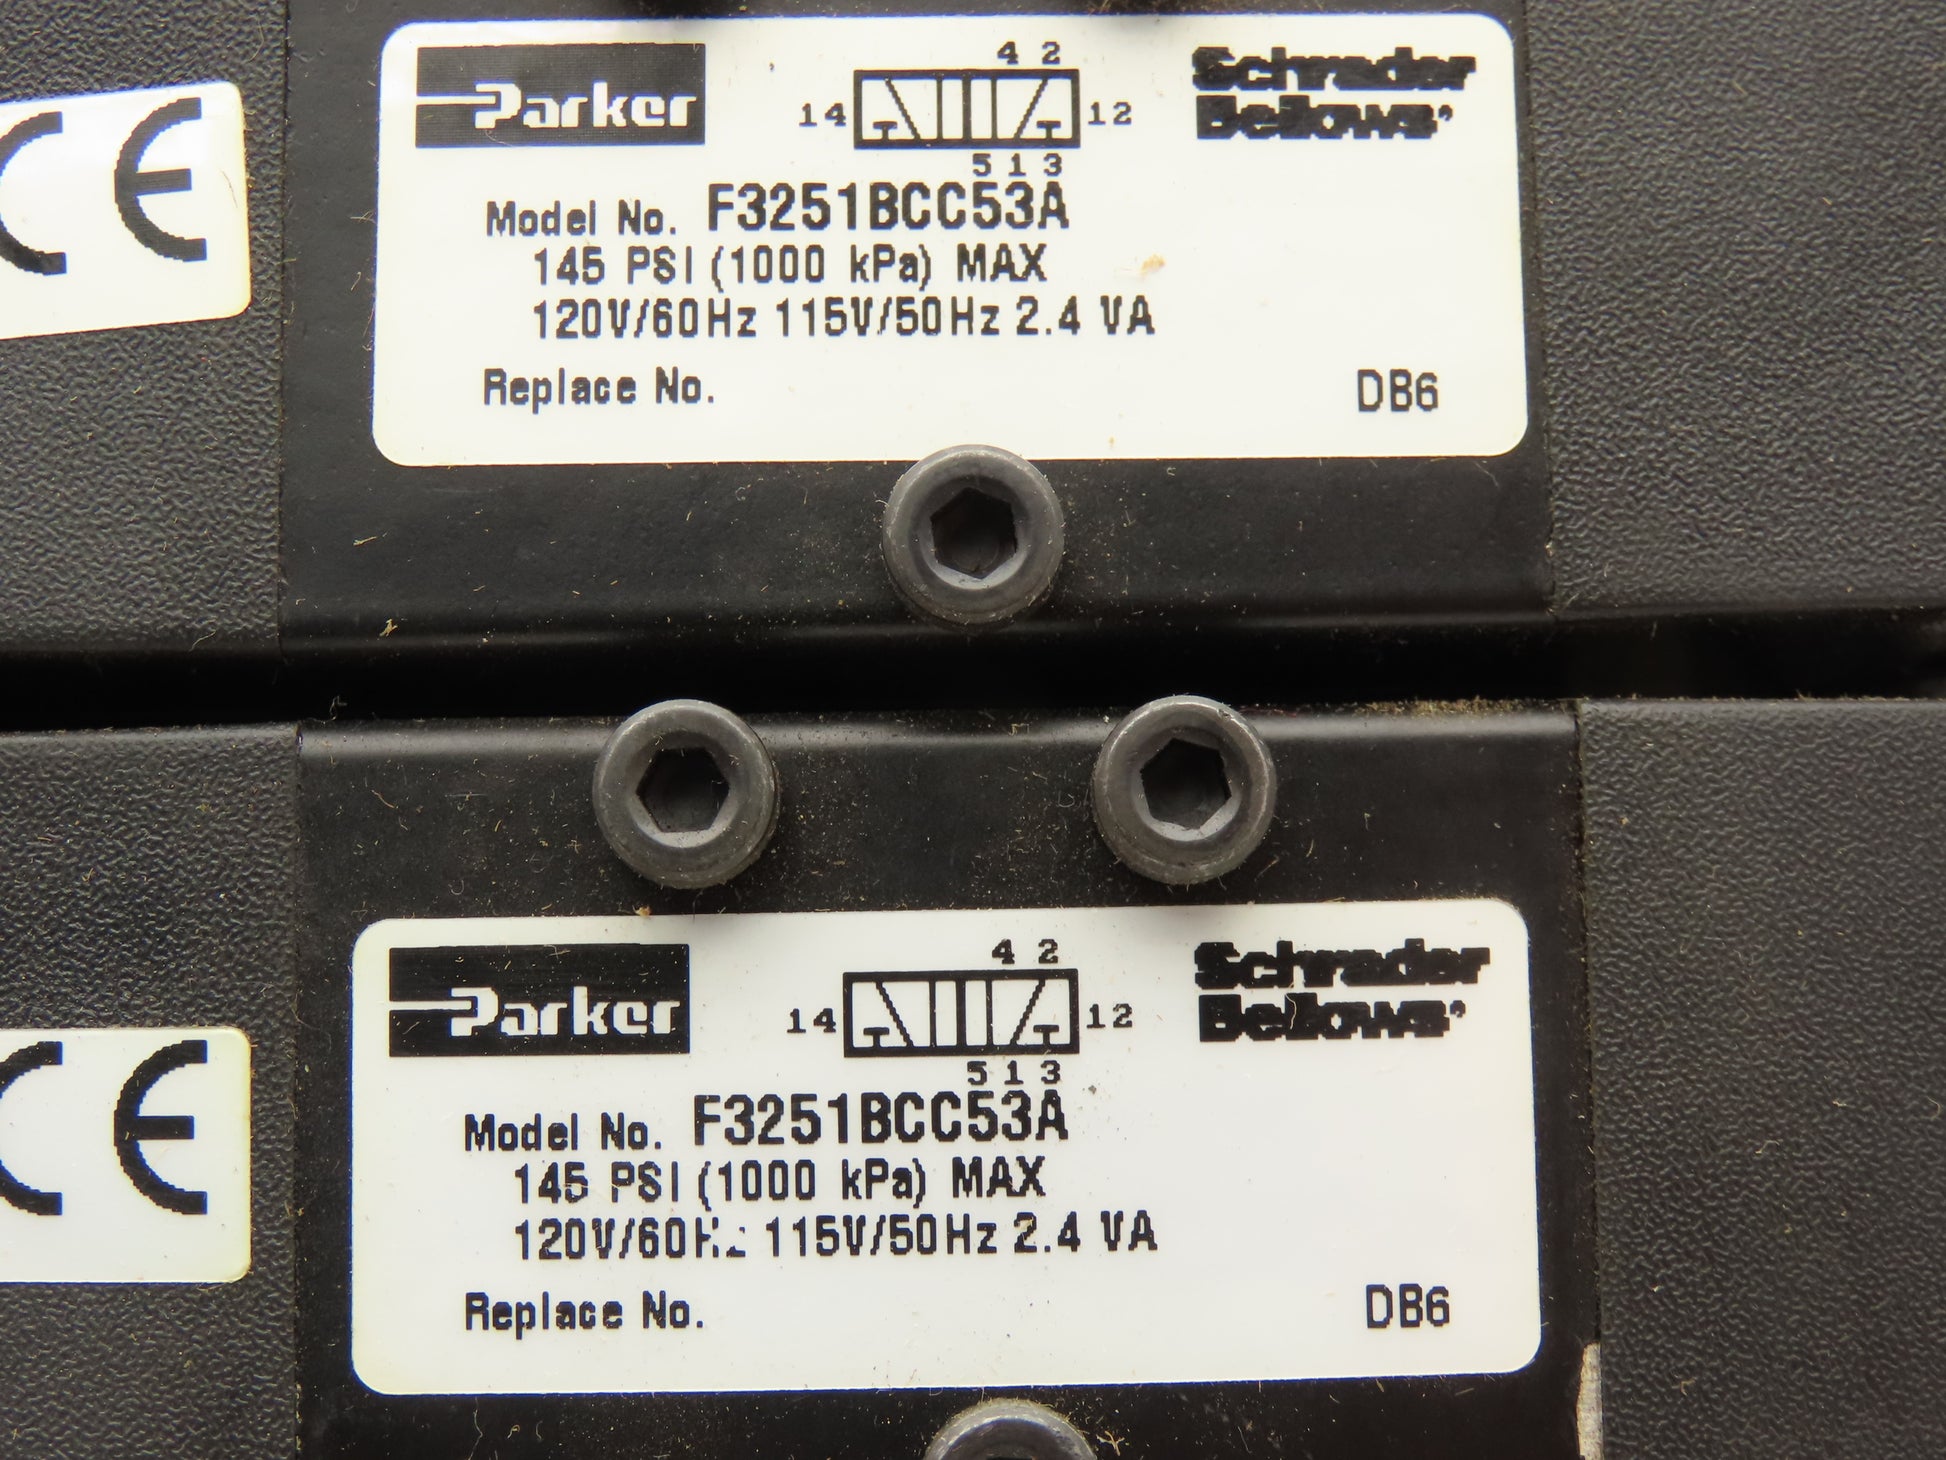 CE
Parker
4 2
14
12
5 1 3
Schrader
Bellows
Model No. F3251BCC53A
145 PSI (1000 kPa) MAX
120V/60Hz 115V/50Hz 2.4 VA
Replace No.
DB6
CE
Parker
4 2
14
12
5 1 3
Schrader
Bellows
Model No. F3251BCC53A
145 PSI (1000 kPa) MAX
120V/60Hz 115V/50Hz 2.4 VA
Replace No.
DB6